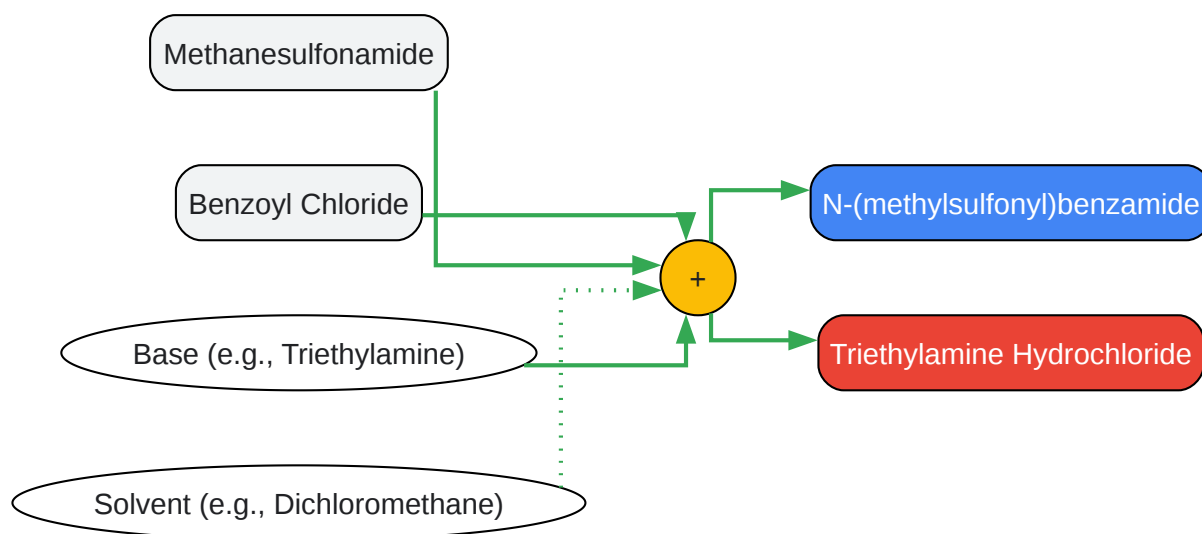 Methanesulfonamide
Benzoyl Chloride
N-(methylsulfonyl)benzamide
+
Base (e.g., Triethylamine)
Triethylamine Hydrochloride
Solvent (e.g., Dichloromethane)